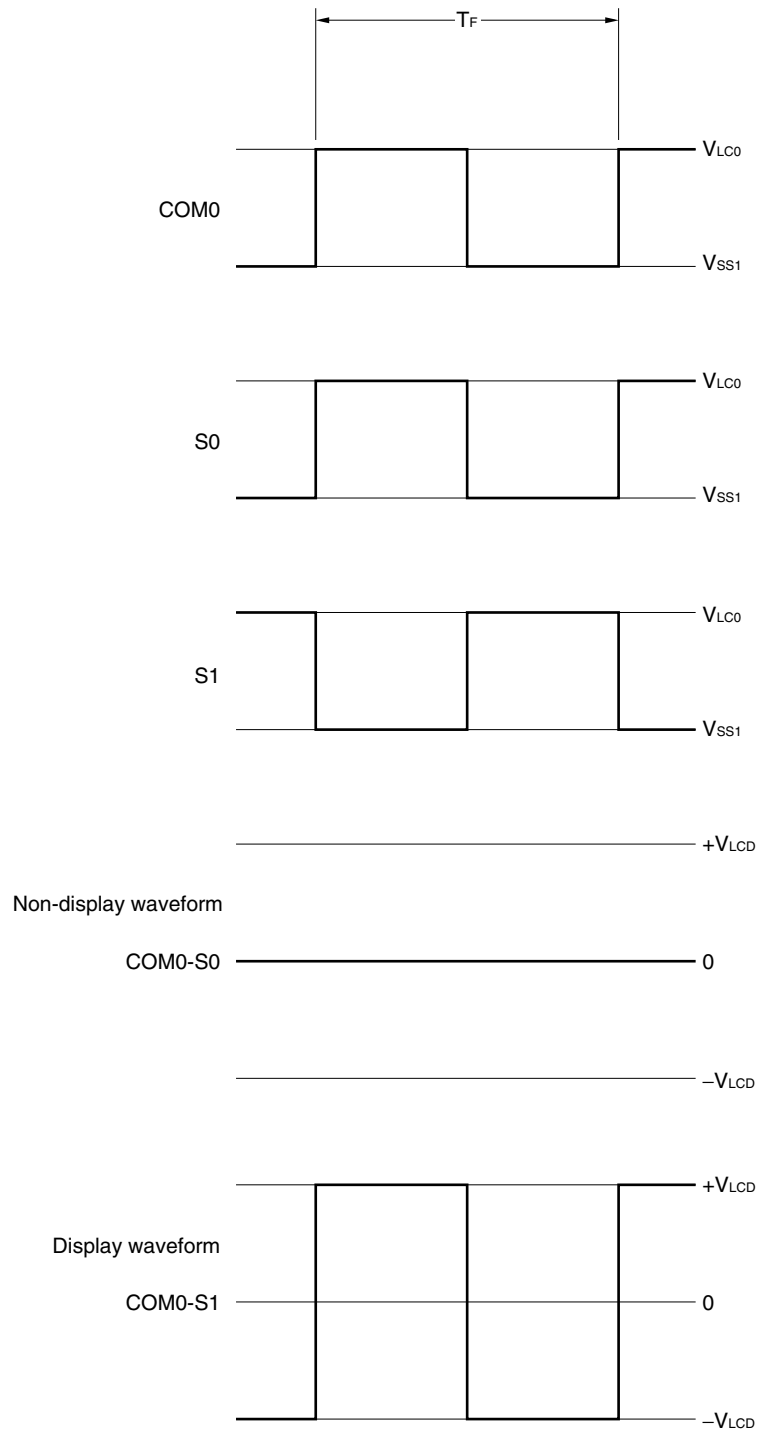 TF
VLC0
COM0
VSS1
VLC0
S0
VSS1
VLC0
S1
VSS1
+VLCD
Non-display waveform
COM0-S0
0
–VLCD
+VLCD
Display waveform
COM0-S1
0
–VLCD